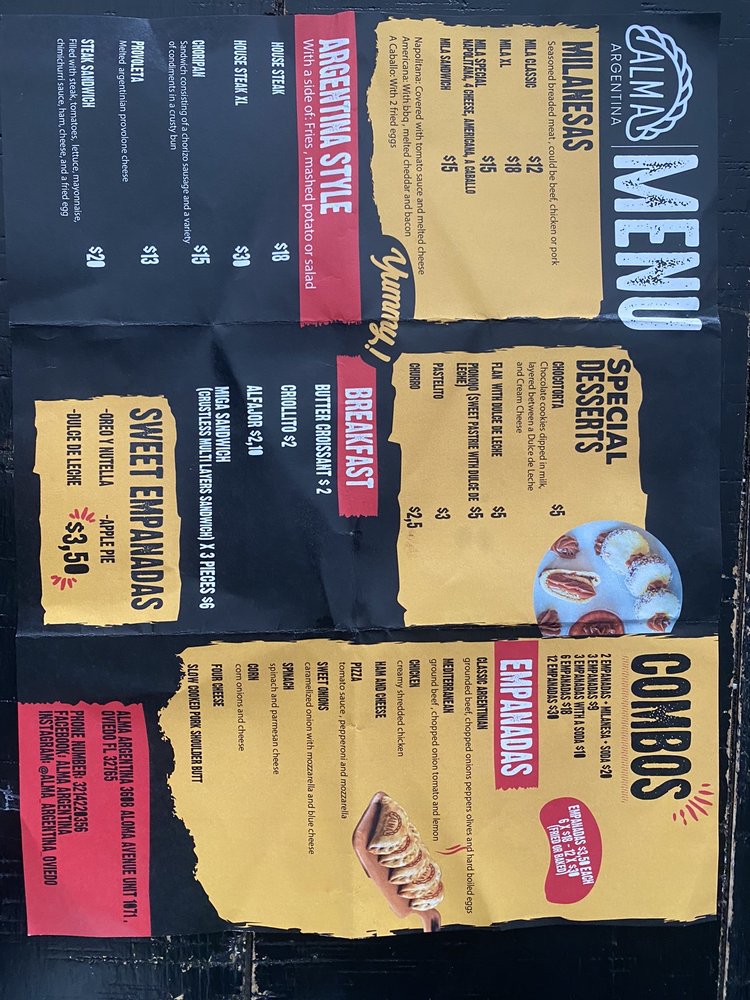 ALMA
ARGENTINA
MENU
MILANESAS
Seasoned breaded meat, could be beef, chicken or pork
MILA CLASSIC $12
MILA XL $18
MILA SPECIAL $15
NAPOLITANA, 4 CHEESE, AMERICANA, A CABALLO
MILA SANDWICH $15
Napolitana: Covered with tomato sauce and melted cheese
Americana: With bbq, melted cheddar and bacon
A Caballo: With 2 fried eggs
Yummy!
ARGENTINA STYLE
With a side of: Fries, mashed potato or salad
HOUSE STEAK $18
HOUSE STEAK XL $30
CHORIPAN $15
Sandwich consisting of a chorizo sausage and a variety
of condiments in a crusty bun
PROVOLETA $13
Melted argentinian provolone cheese
STEAK SANDWICH $20
Filled with steak, tomatoes, lettuce, mayonnaise,
chimichurri sauce, ham, cheese, and a fried egg
SPECIAL
DESSERTS
CHOCOTORTA $5
Chocolate cookies dipped in milk,
layered between a Dulce de Leche
and Cream Cheese
FLAN WITH DULCE DE LECHE $5
PIONONO (SWEET PASTRIE WITH DULCE DE $5
LECHE)
PASTELITO $3
CHURRO $2,5
BREAKFAST
BUTTER CROISSANT $ 2
CRIOLLITO $2
ALFAJOR $2,10
MIGA SANDWICH
(CRUSTLESS MULTI LAYERS SANDWICH) X 3 PIECES $6
SWEET EMPANADAS
-OREO Y NUTELLA -APPLE PIE
-DULCE DE LECHE $3,50
COMBOS
2 EMPANADAS - MILANESA - SODA $20
3 EMPANADAS $9
3 EMPANADAS WITH A SODA $10
6 EMPANADAS $18
12 EMPANADAS $30
EMPANADAS $3,50 EACH
6 X $18 - 12 X $30
(FRIED OR BAKED)
EMPANADAS
CLASSIC ARGENTINIAN
grounded beef, chopped onions peppers olives and hard boiled eggs
MEDITERRANEAN
ground beef, chopped onion tomato and lemon
CHICKEN
creamy shredded chicken
HAM AND CHEESE
PIZZA
tomato sauce, pepperoni and mozzarella
SWEET ONIONS
caramelized onion with mozzarella and blue cheese
SPINACH
spinach and parmesan cheese
CORN
corn onions and cheese
FOUR CHEESE
SLOW COOKED PORK SHOULDER BUTT
ALMA ARGENTINA 3608 ALOMA AVENUE UNIT 1071,
OVIEDO FL 32765
PHONE NUMBER: 3214220356
FACEBOOK: ALMA ARGENTINA
INSTAGRAM: @ALMA_ARGENTINA_OVIEDO